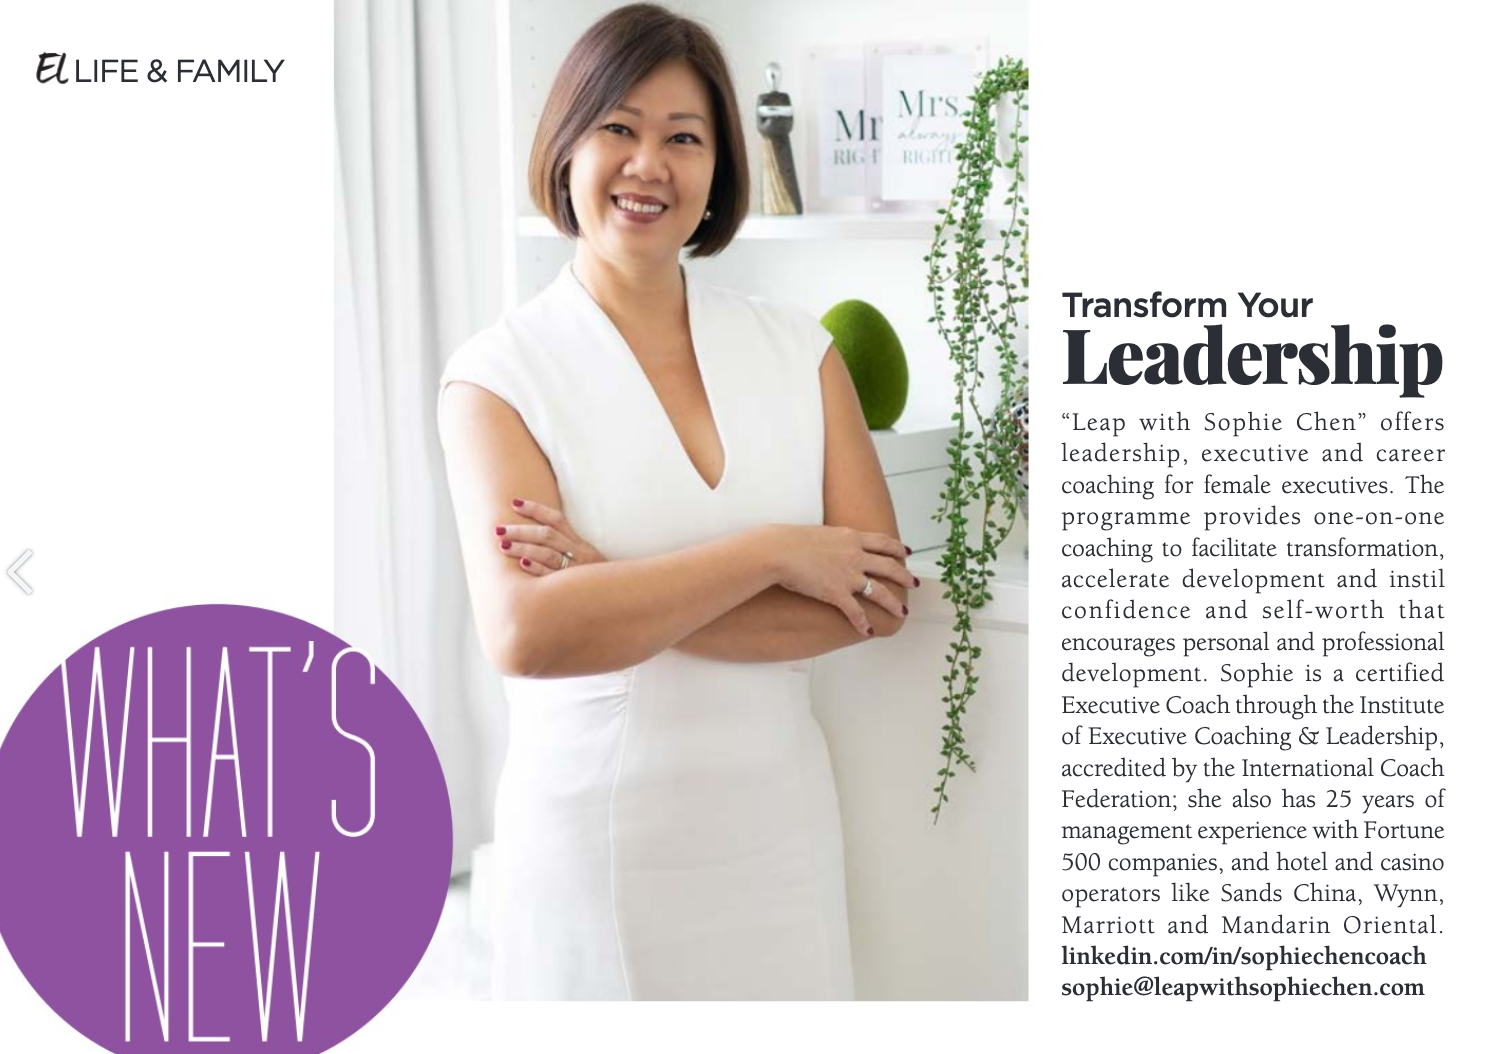 El LIFE & FAMILY
Mr
RIGHT
Mrs.
always
RIGHT
Transform Your
Leadership
“Leap with Sophie Chen” offers
leadership, executive and career
coaching for female executives. The
programme provides one-on-one
coaching to facilitate transformation,
accelerate development and instil
confidence and self-worth that
encourages personal and professional
development. Sophie is a certified
Executive Coach through the Institute
of Executive Coaching & Leadership,
accredited by the International Coach
Federation; she also has 25 years of
management experience with Fortune
500 companies, and hotel and casino
operators like Sands China, Wynn,
Marriott and Mandarin Oriental.
linkedin.com/in/sophiechencoach
sophie@leapwithsophiechen.com
WHAT’S
NEW